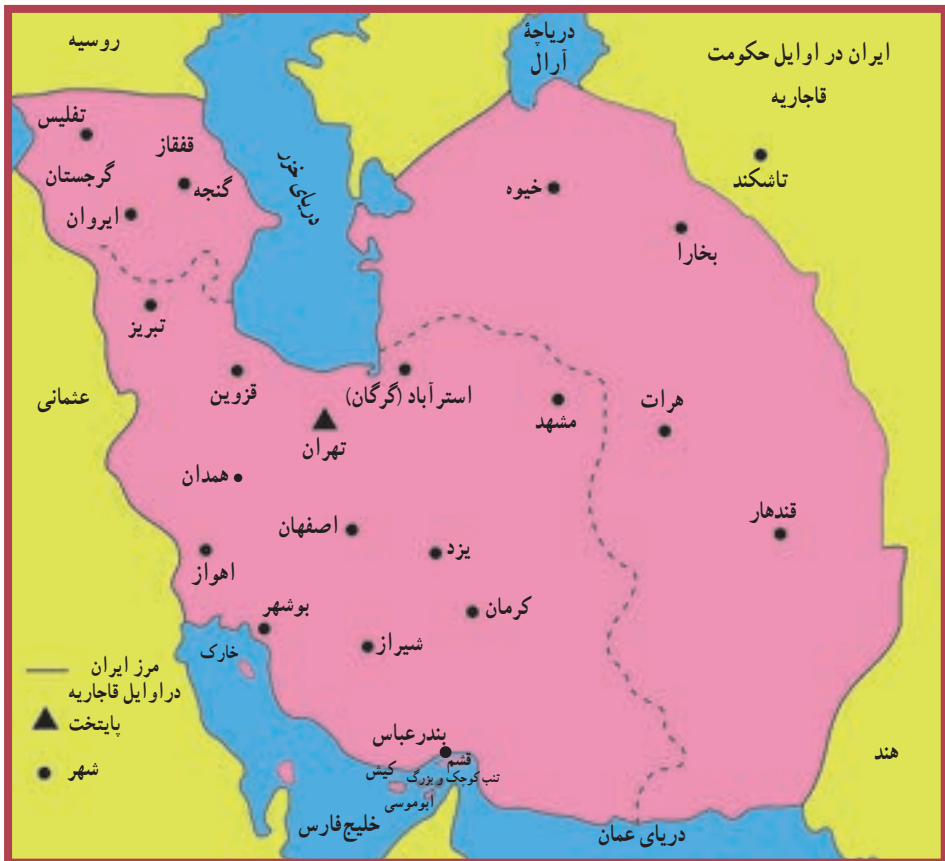 ایران در اوایل حکومت
قاجاریه
روسیه
دریاچهٔ
آرال
تفلیس
قفقاز
گرجستان
گنجه
ایروان
دریای خزر
خیوه
تاشکند
بخارا
تبریز
قزوین
استرآباد (گرگان)
مشهد
هرات
عثمانی
تهران
همدان
اصفهان
یزد
قندهار
اهواز
بوشهر
کرمان
شیراز
خارک
مرز ایران
دراوایل قاجاریه
پایتخت
شهر
بندرعباس
قشم
کیش
تنب کوچک و بزرگ
ابوموسی
خلیج‌فارس
دریای عمان
هند